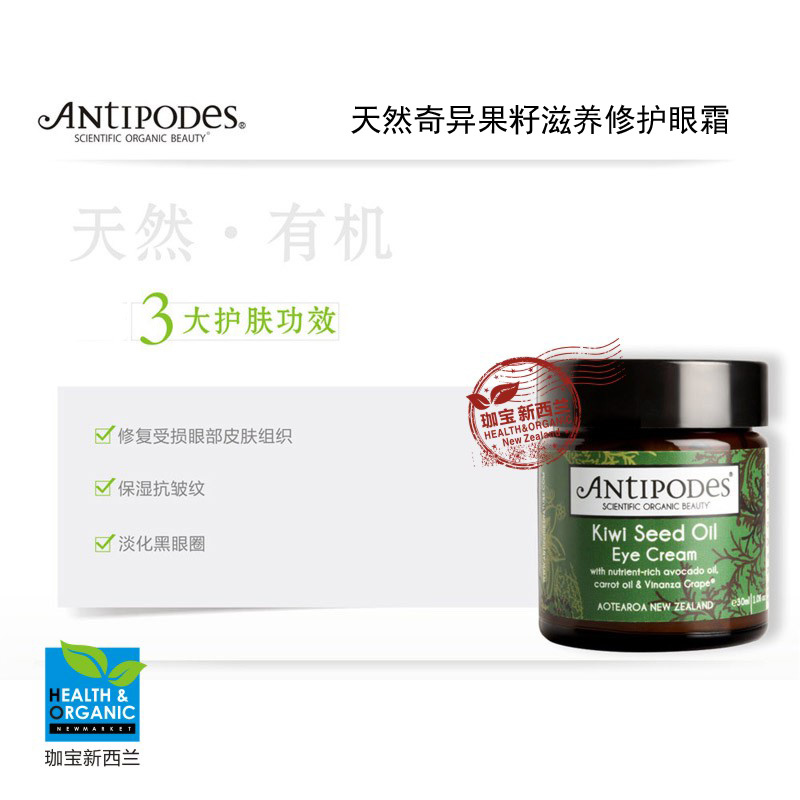 ANTIPODES®
SCIENTIFIC ORGANIC BEAUTY®
天然奇异果籽滋养修护眼霜
天然·有机
3大护肤功效
修复受损眼部皮肤组织
保湿抗皱纹
淡化黑眼圈
珈宝新西兰
HEALTH&ORGANIC
New Zealand
ANTIPODES®
SCIENTIFIC ORGANIC BEAUTY®
Kiwi Seed Oil
Eye Cream
with nutrient-rich avocado oil,
carrot oil & Vinanza Grape®
AOTEAROA NEW ZEALAND
℮30ml
HEALTH &
ORGANIC
NEWMARKET
珈宝新西兰